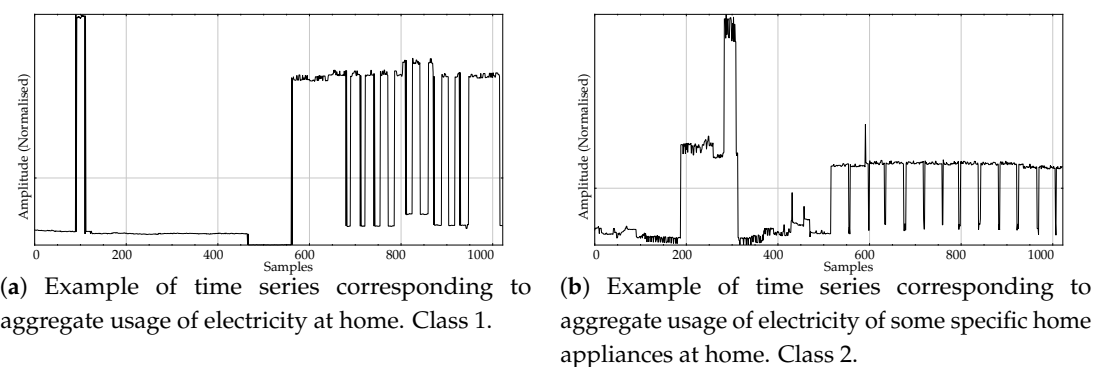 Amplitude (Normalised)
0 200 400 600 800 1000
Samples
(a) Example of time series corresponding to
aggregate usage of electricity at home. Class 1.
Amplitude (Normalised)
0 200 400 600 800 1000
Samples
(b) Example of time series corresponding to
aggregate usage of electricity of some specific home
appliances at home. Class 2.